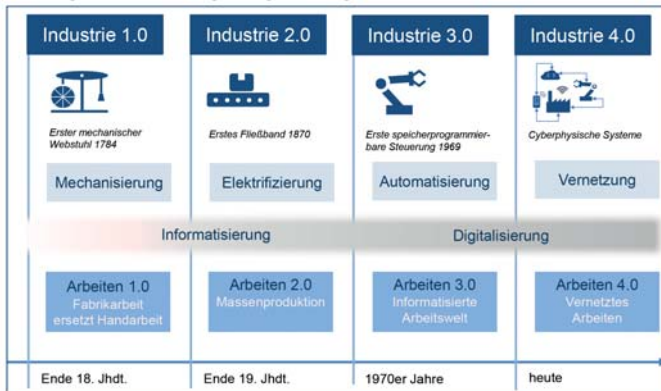 Industrie 1.0
Industrie 2.0
Industrie 3.0
Industrie 4.0
Erster mechanischer
Webstuhl 1784
Erstes Fließband 1870
Erste speicherprogrammier-
bare Steuerung 1969
Cyberphysische Systeme
Mechanisierung
Elektrifizierung
Automatisierung
Vernetzung
Informatisierung
Digitalisierung
Arbeiten 1.0
Fabrikarbeit
ersetzt Handarbeit
Arbeiten 2.0
Massenproduktion
Arbeiten 3.0
Informatisierte
Arbeitswelt
Arbeiten 4.0
Vernetztes
Arbeiten
Ende 18. Jhdt.
Ende 19. Jhdt.
1970er Jahre
heute